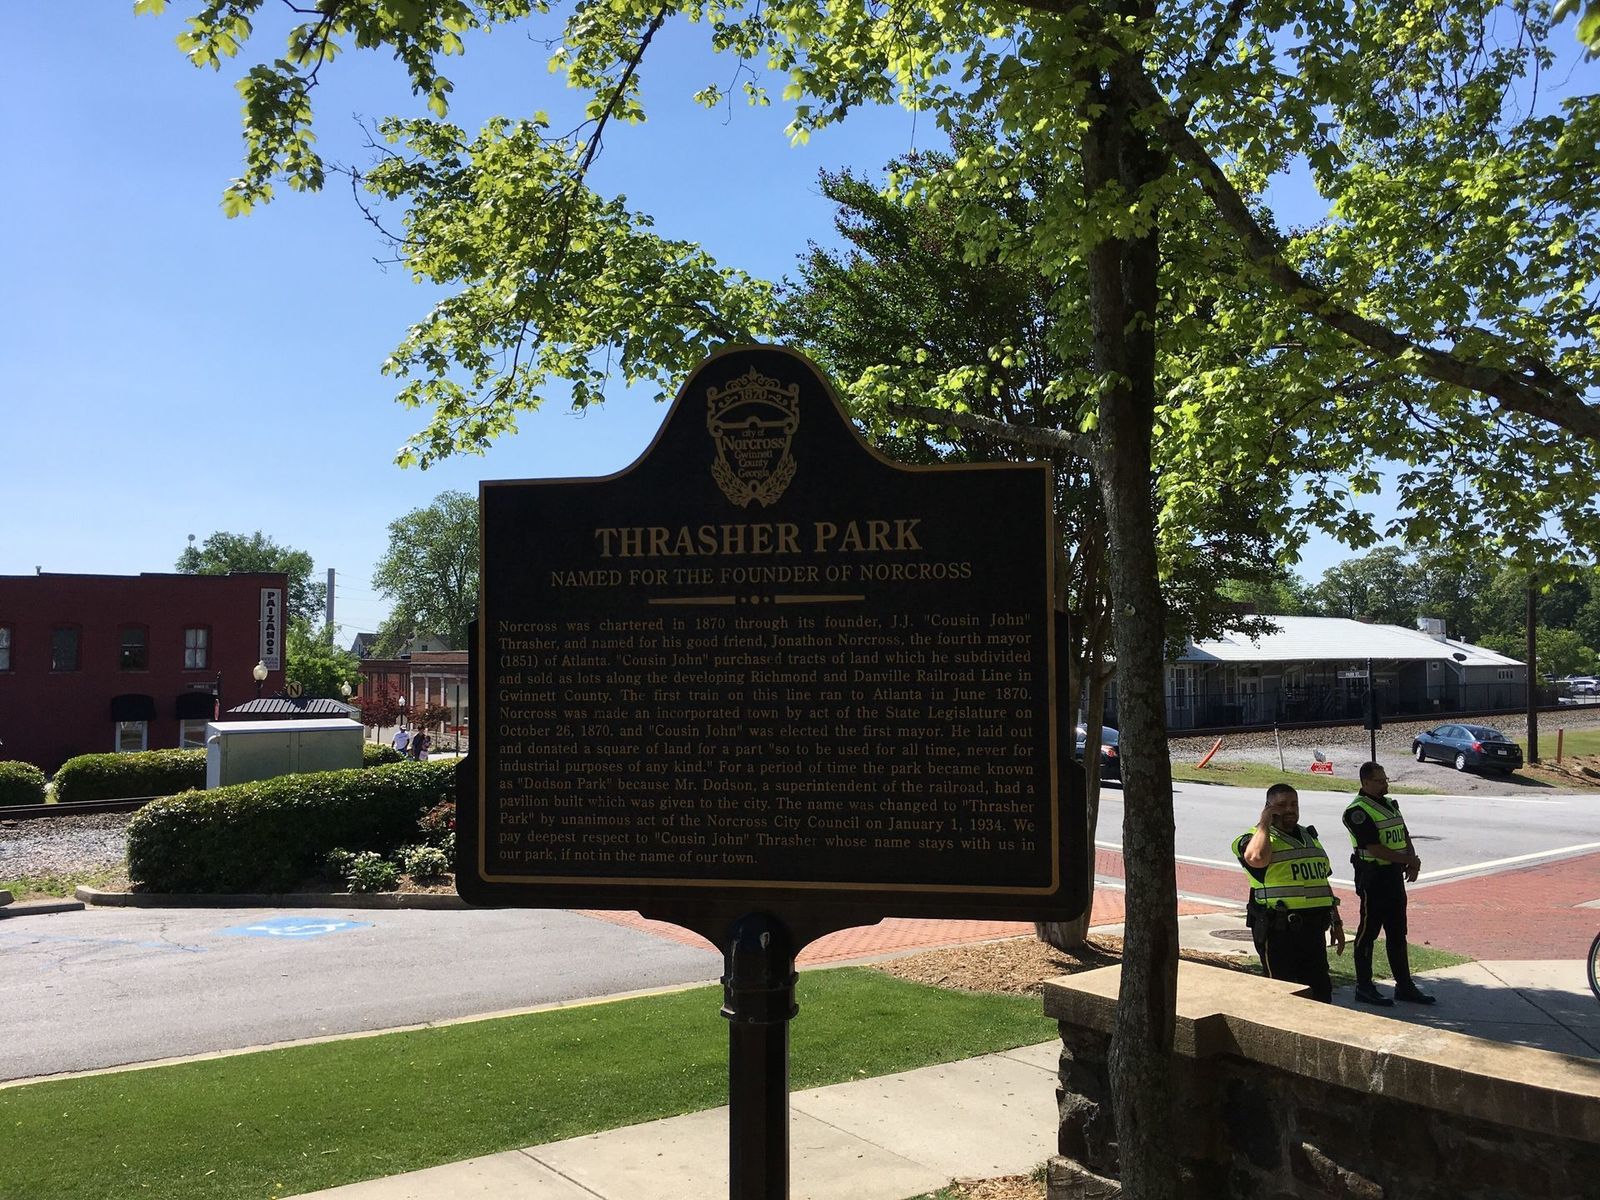 1870
city of
Norcross
Gwinnett
County
Georgia
THRASHER PARK
NAMED FOR THE FOUNDER OF NORCROSS
Norcross was chartered in 1870 through its founder, J.J. "Cousin John"
Thrasher, and named for his good friend, Jonathon Norcross, the fourth mayor
(1851) of Atlanta. "Cousin John" purchased tracts of land which he subdivided
and sold as lots along the developing Richmond and Danville Railroad Line in
Gwinnett County. The first train on this line ran to Atlanta in June 1870.
Norcross was made an incorporated town by act of the State Legislature on
October 26, 1870, and "Cousin John" was elected the first mayor. He laid out
and donated a square of land for a part "so to be used for all time, never for
industrial purposes of any kind." For a period of time the park became known
as "Dodson Park" because Mr. Dodson, a superintendent of the railroad, had a
pavilion built which was given to the city. The name was changed to "Thrasher
Park" by unanimous act of the Norcross City Council on January 1, 1934. We
pay deepest respect to "Cousin John" Thrasher whose name stays with us in
our park, if not in the name of our town.
PAIZANOS
N
PARK ST
POLICE
POLI